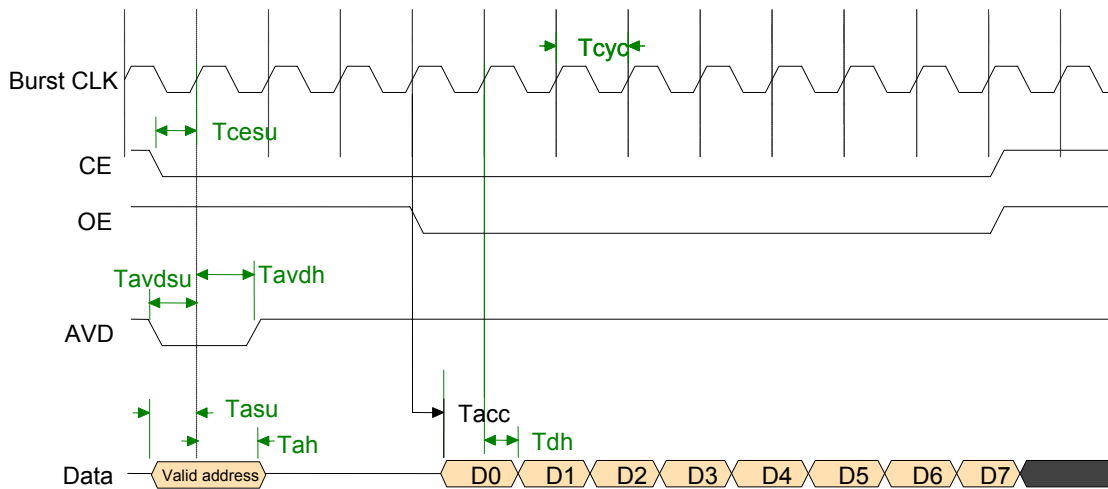 Tcyc
Burst CLK
Tcesu
CE
OE
Tavdsu
Tavdh
AVD
Tasu
Tacc
Tah
Tdh
Data
Valid address
D0
D1
D2
D3
D4
D5
D6
D7